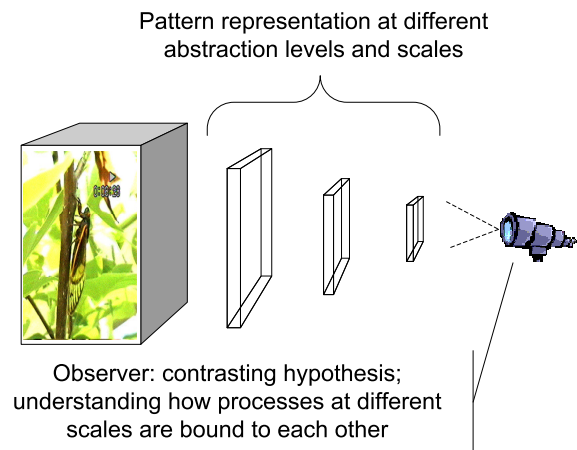 Pattern representation at different
abstraction levels and scales
Observer: contrasting hypothesis;
understanding how processes at different
scales are bound to each other